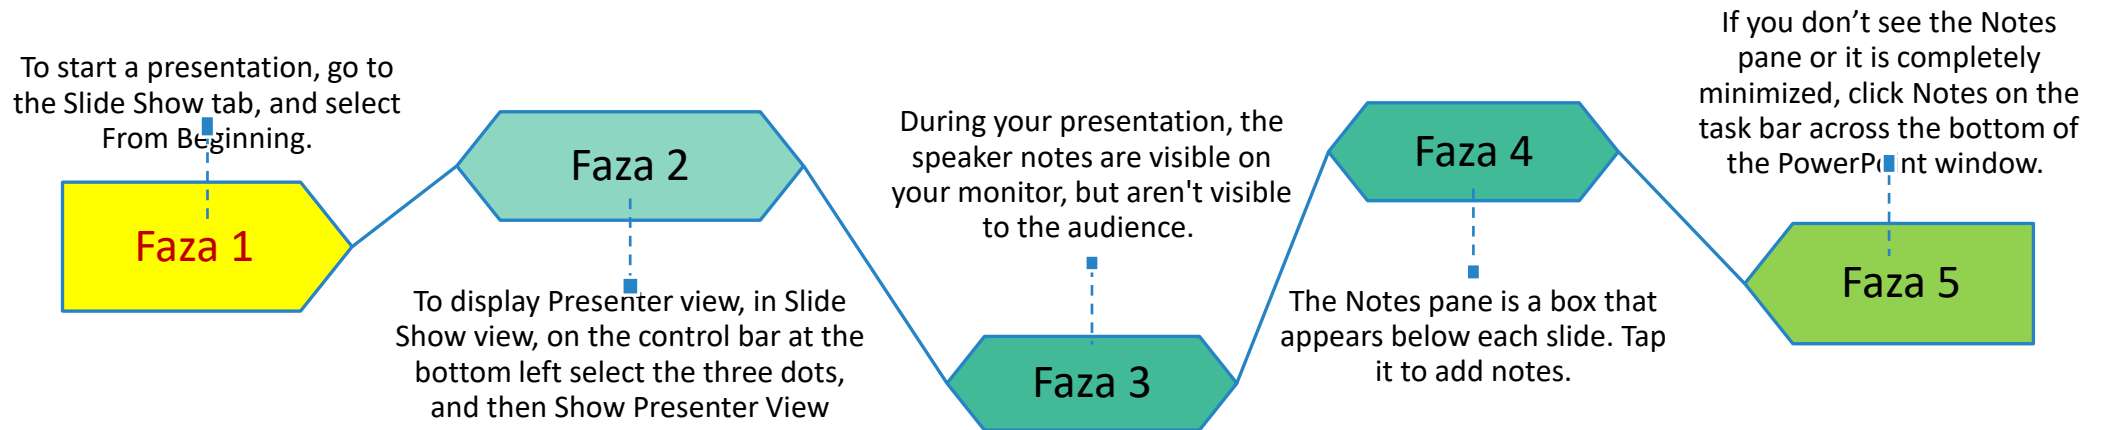 To start a presentation, go to
the Slide Show tab, and select
From Beginning.
Faza 1
Faza 2
To display Presenter view, in Slide
Show view, on the control bar at the
bottom left select the three dots,
and then Show Presenter View
During your presentation, the
speaker notes are visible on
your monitor, but aren't visible
to the audience.
Faza 3
Faza 4
The Notes pane is a box that
appears below each slide. Tap
it to add notes.
If you don’t see the Notes
pane or it is completely
minimized, click Notes on the
task bar across the bottom of
the PowerPoint window.
Faza 5